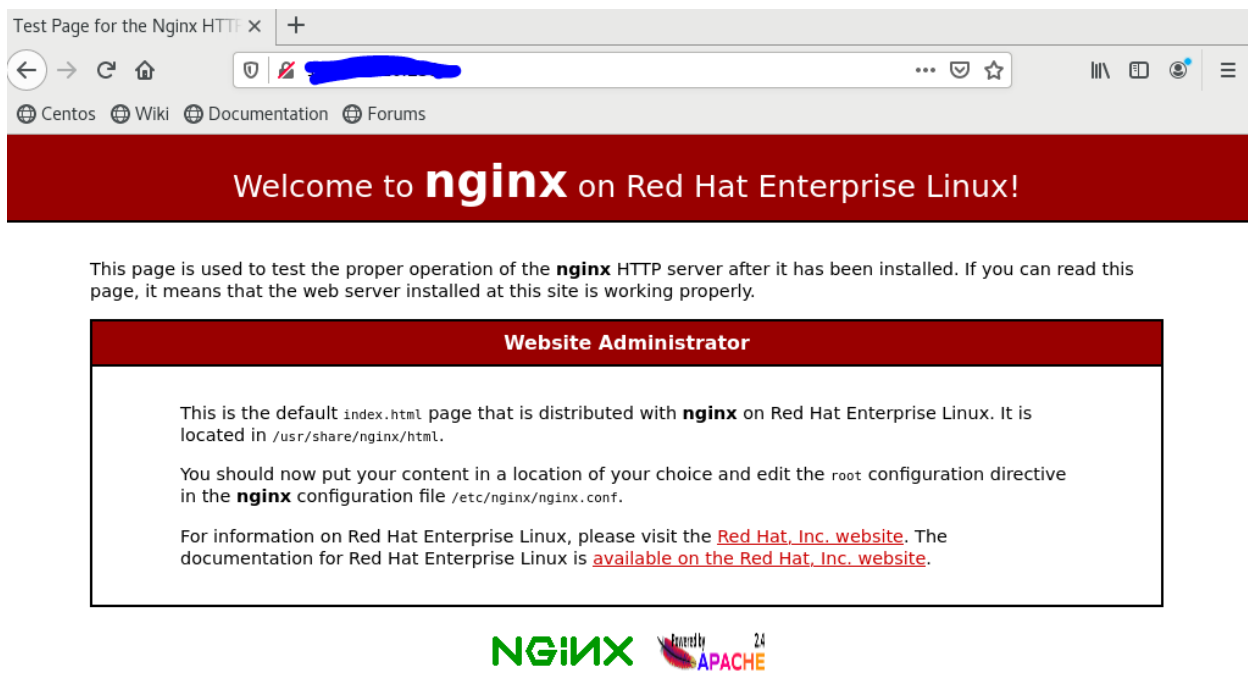 Test Page for the Nginx HTTP
Centos Wiki Documentation Forums
Welcome to nginx on Red Hat Enterprise Linux!
This page is used to test the proper operation of the nginx HTTP server after it has been installed. If you can read this
page, it means that the web server installed at this site is working properly.
Website Administrator
This is the default index.html page that is distributed with nginx on Red Hat Enterprise Linux. It is
located in /usr/share/nginx/html.
You should now put your content in a location of your choice and edit the root configuration directive
in the nginx configuration file /etc/nginx/nginx.conf.
For information on Red Hat Enterprise Linux, please visit the Red Hat, Inc. website. The
documentation for Red Hat Enterprise Linux is available on the Red Hat, Inc. website.
NGiNX Powered by 2.4
APACHE